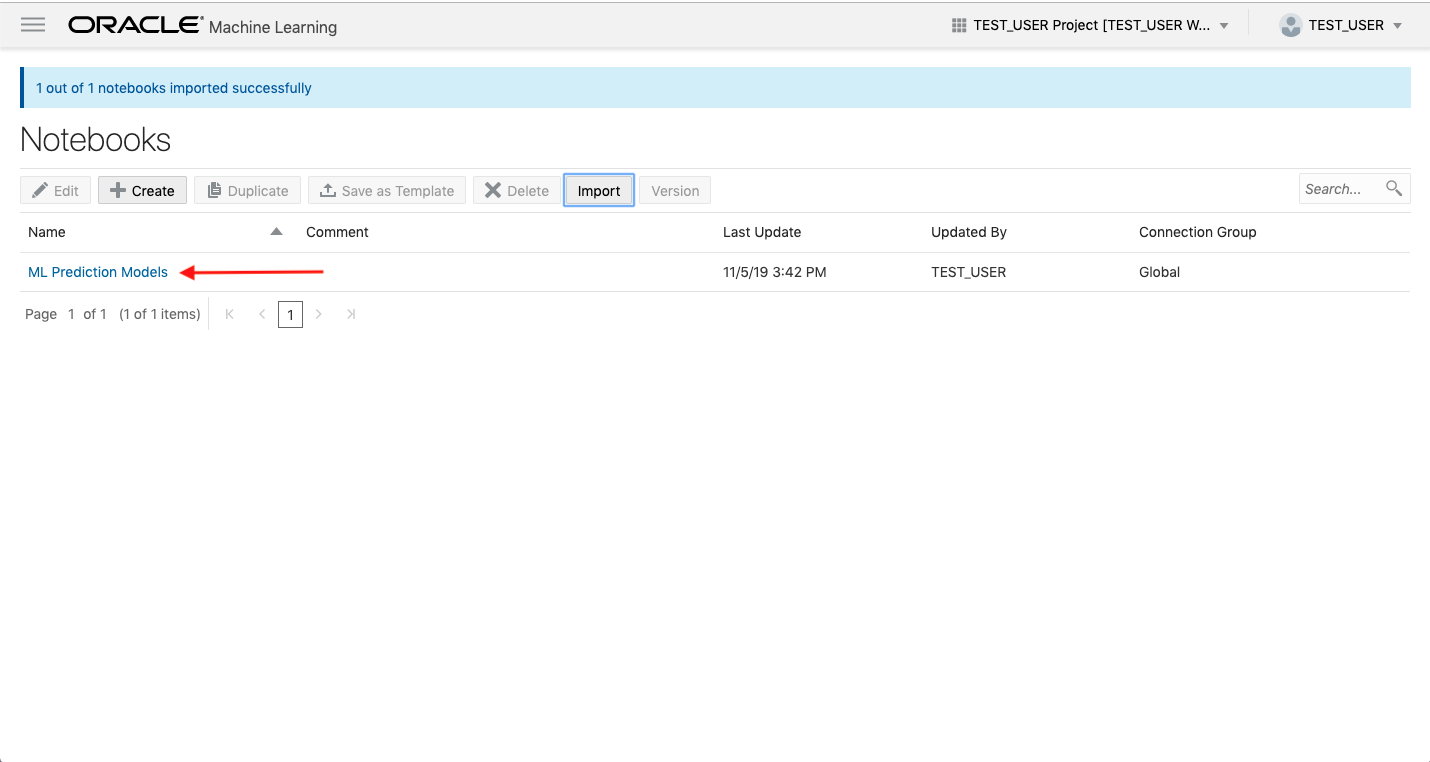 ORACLE Machine Learning TEST_USER Project [TEST_USER W... TEST_USER
1 out of 1 notebooks imported successfully
Notebooks
Edit Create Duplicate Save as Template Delete Import Version Search...
Name Comment Last Update Updated By Connection Group
ML Prediction Models 11/5/19 3:42 PM TEST_USER Global
Page 1 of 1 (1 of 1 items) 1